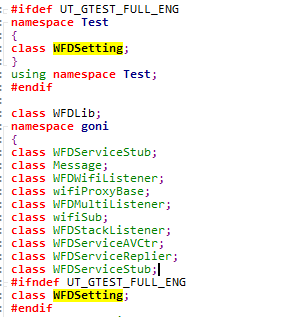 #ifdef UT_GTEST_FULL_ENG
namespace Test
{
class WFDSetting;
}
using namespace Test;
#endif
class WFDLib;
namespace goni
{
class WFDServiceStub;
class Message;
class WFDWifiListener;
class wifiProxyBase;
class WFDMultiListener;
class wifiSub;
class WFDStackListener;
class WFDServiceAVCtr;
class WFDServiceReplier;
class WFDServiceStub;
#ifndef UT_GTEST_FULL_ENG
class WFDSetting;
#endif